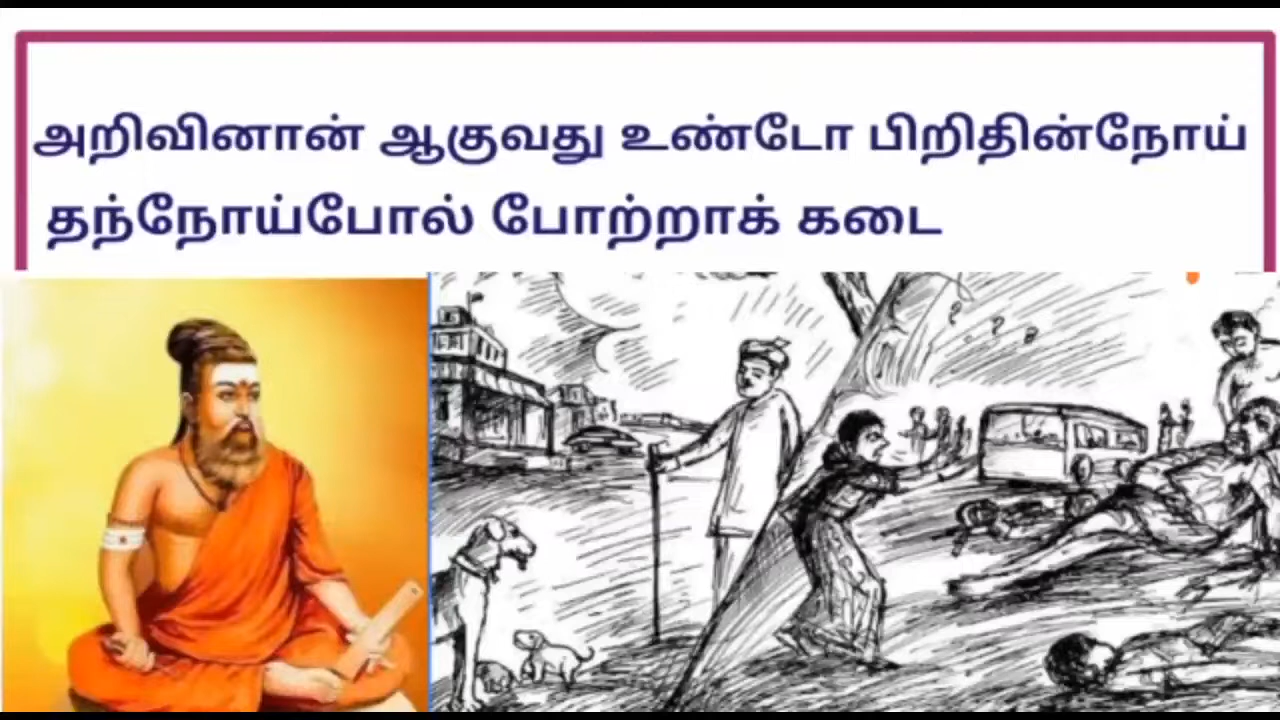 அறிவினான் ஆகுவது உண்டோ பிறிதின்நோய்
தந்நோய்போல் போற்றாக் கடை